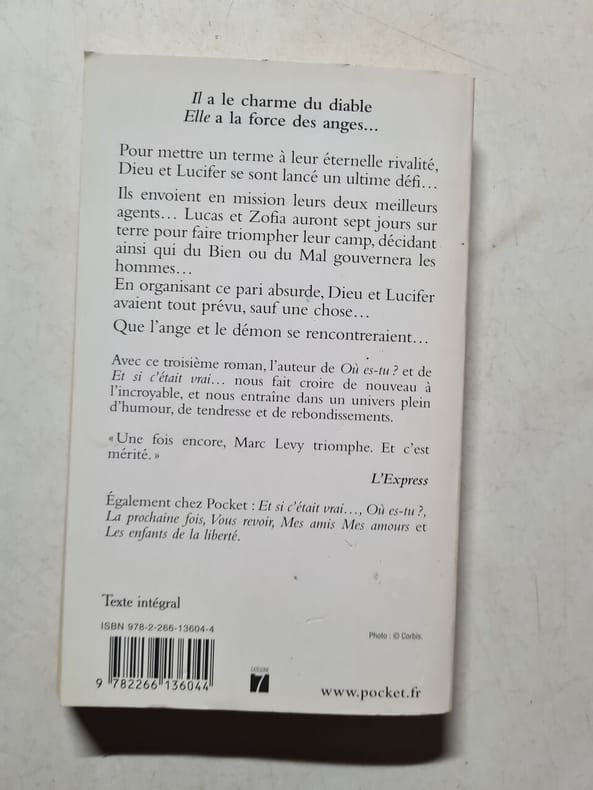 Il a le charme du diable
Elle a la force des anges...
Pour mettre un terme à leur éternelle rivalité,
Dieu et Lucifer se sont lancé un ultime défi...
Ils envoient en mission leurs deux meilleurs
agents... Lucas et Zofia auront sept jours sur
terre pour faire triompher leur camp, décidant
ainsi qui du Bien ou du Mal gouvernera les
hommes...
En organisant ce pari absurde, Dieu et Lucifer
avaient tout prévu, sauf une chose...
Que l'ange et le démon se rencontreraient...
Avec ce troisième roman, l'auteur de Où es-tu ? et de
Et si c'était vrai... nous fait croire de nouveau à
l'incroyable, et nous entraîne dans un univers plein
d'humour, de tendresse et de rebondissements.
« Une fois encore, Marc Levy triomphe. Et c'est
mérité. »
L'Express
Également chez Pocket : Et si c'était vrai..., Où es-tu ?,
La prochaine fois, Vous revoir, Mes amis Mes amours et
Les enfants de la liberté.
Texte intégral
ISBN 978-2-266-13604-4
Photo : © Corbis.
9 782266 136044
CATÉGORIE
7
www.pocket.fr